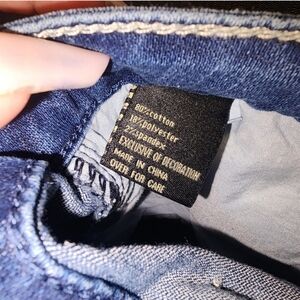 80%cotton
18%polyester
2%spandex
EXCLUSIVE OF DECORATION
MADE IN CHINA
OVER FOR CARE